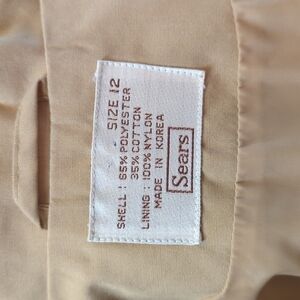 SIZE 12
SHELL : 65% POLYESTER
35% COTTON
LINING : 100% NYLON
MADE IN KOREA
Sears